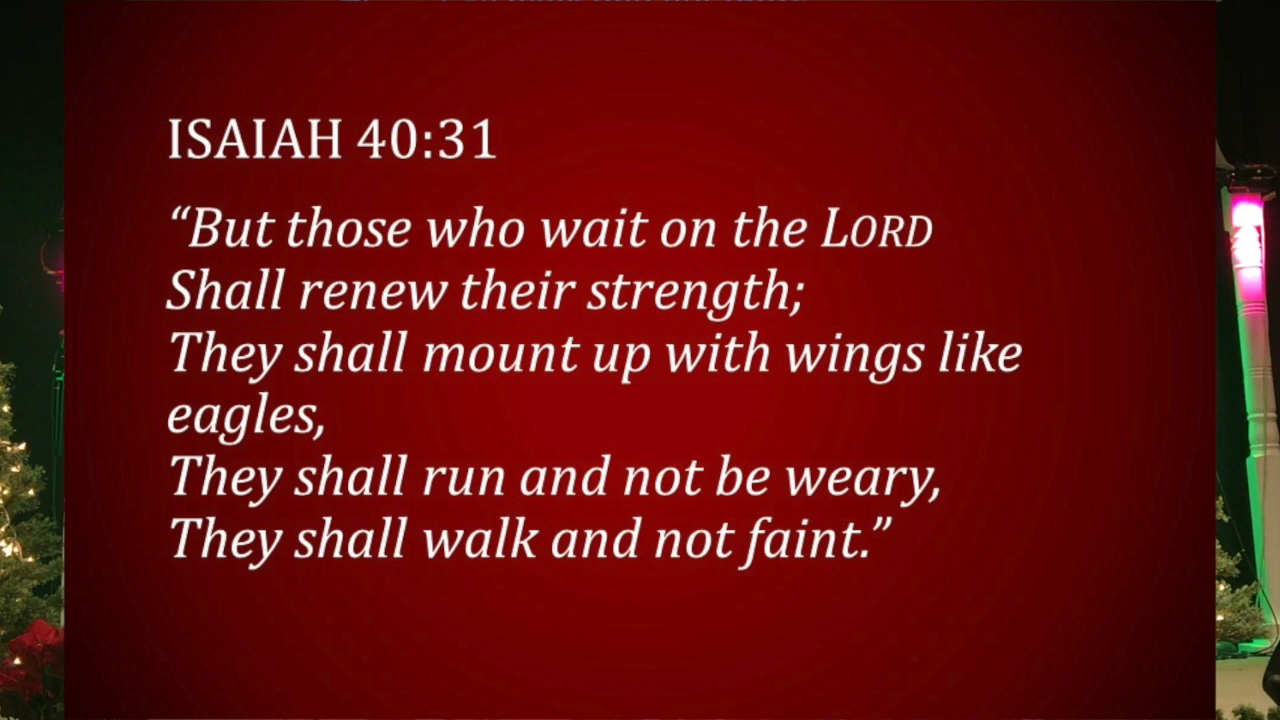 ISAIAH 40:31
“But those who wait on the LORD
Shall renew their strength;
They shall mount up with wings like
eagles,
They shall run and not be weary,
They shall walk and not faint.”